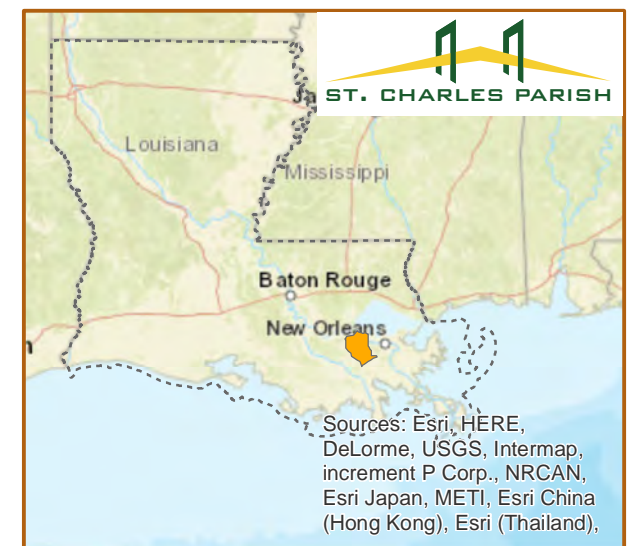 ST. CHARLES PARISH
Ja
Louisiana
Mississippi
Baton Rouge
New Orleans
n
Sources: Esri, HERE,
DeLorme, USGS, Intermap,
increment P Corp., NRCAN,
Esri Japan, METI, Esri China
(Hong Kong), Esri (Thailand),